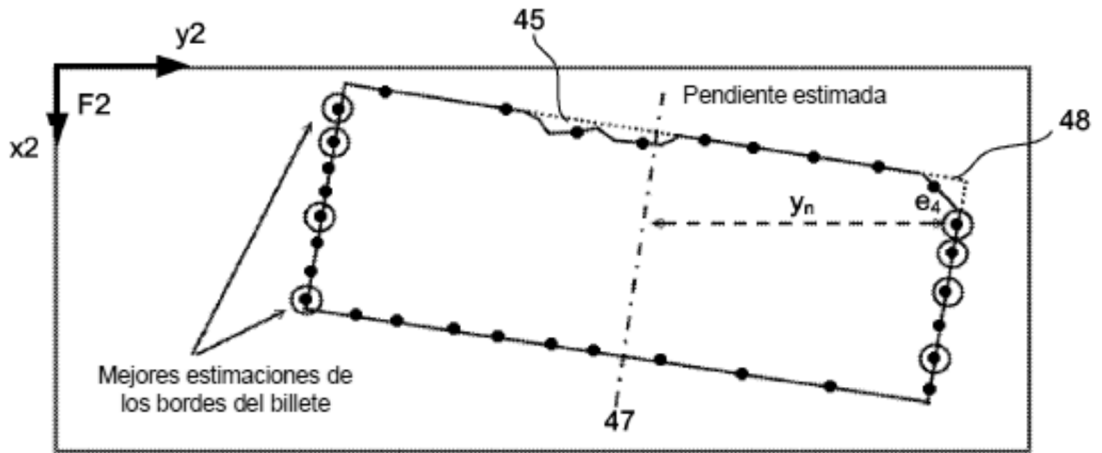 45
y2
F2
x2
Pendiente estimada
48
e4
yn
Mejores estimaciones de
los bordes del billete
47